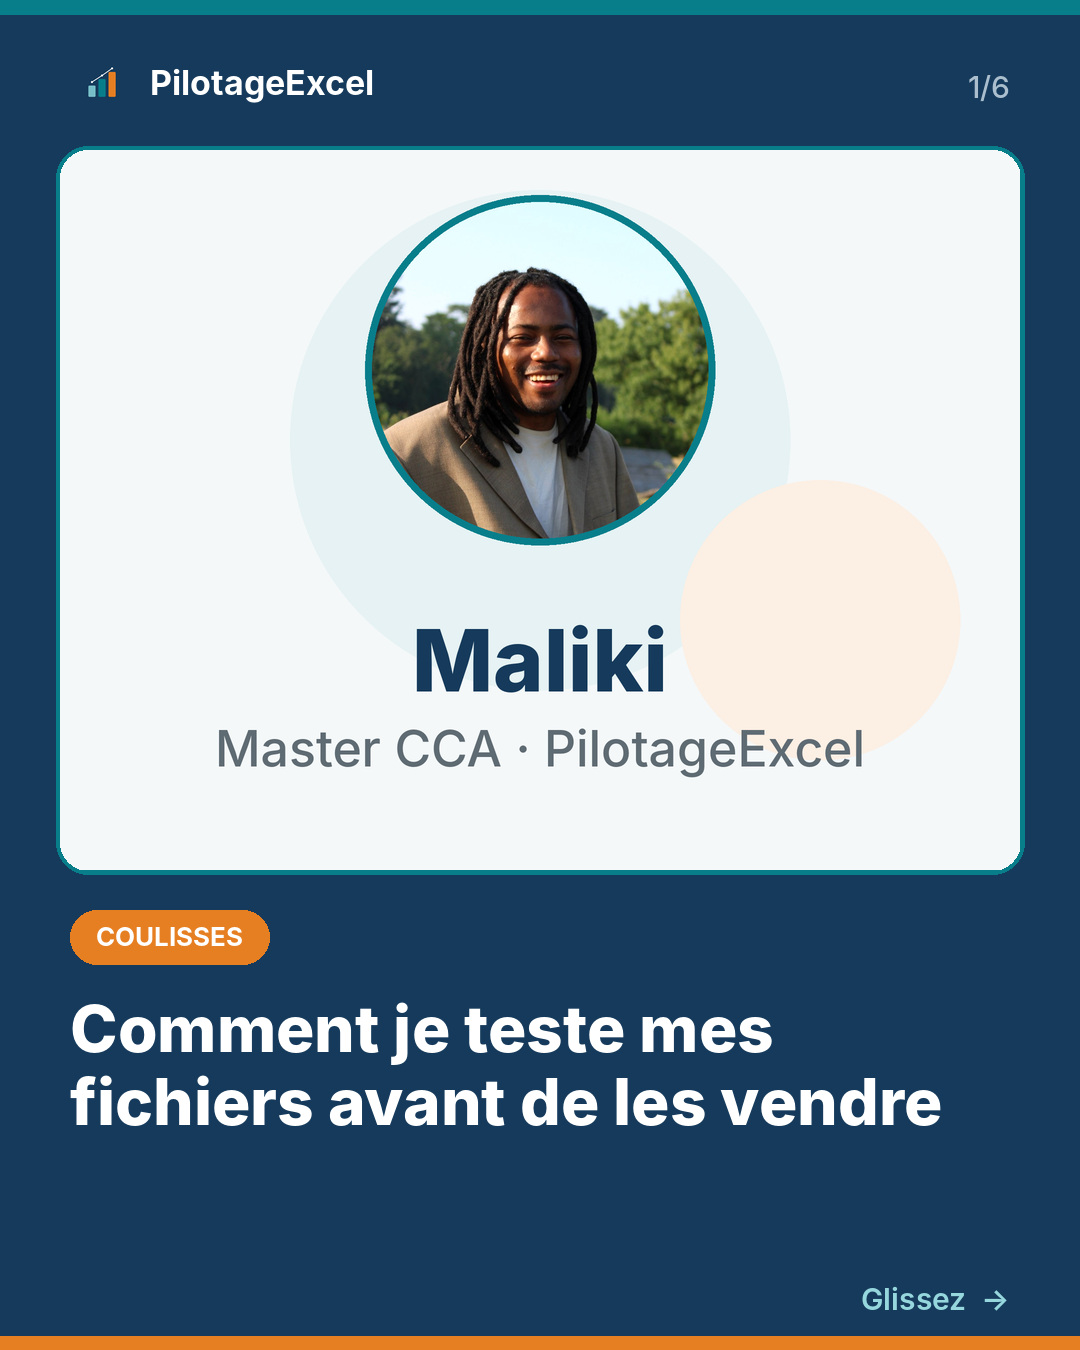 PilotageExcel
1/6
Maliki
Master CCA · PilotageExcel
COULISSES
Comment je teste mes
fichiers avant de les vendre
Glissez →